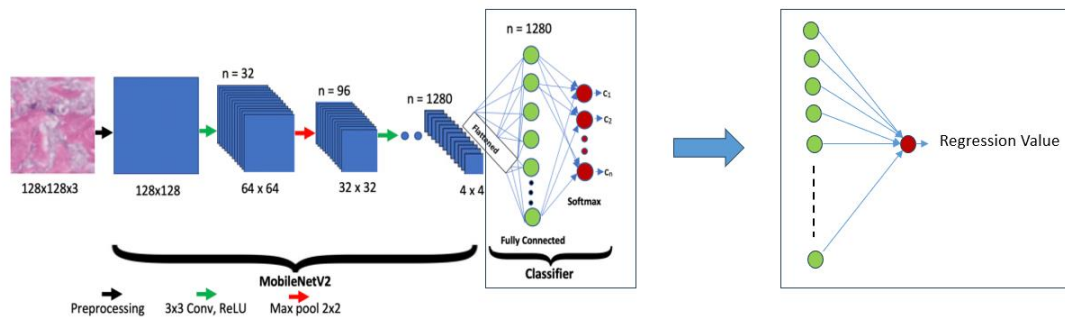 128x128x3
128x128
n = 32
64 x 64
n = 96
32 x 32
n = 1280
4 x 4
Flattened
n = 1280
Fully Connected
C1
C2
Cn
Softmax
Classifier
MobileNetV2
Preprocessing
3x3 Conv, ReLU
Max pool 2x2
Regression Value